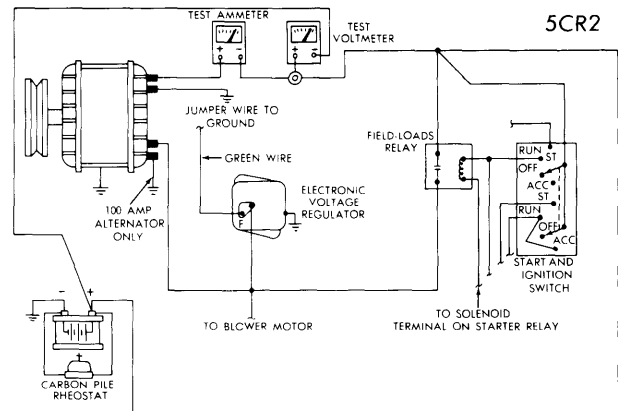 TEST AMMETER
TEST
VOLTMETER
5CR2
+ -
+ -
JUMPER WIRE TO
GROUND
FIELD-LOADS
RELAY
GREEN WIRE
RUN
ST
OFF
ACC
ST
RUN
OFF
ACC
100 AMP
ALTERNATOR
ONLY
F
ELECTRONIC
VOLTAGE
REGULATOR
START AND
IGNITION
SWITCH
- +
TO BLOWER MOTOR
TO SOLENOID
TERMINAL ON STARTER RELAY
+
CARBON PILE
RHEOSTAT